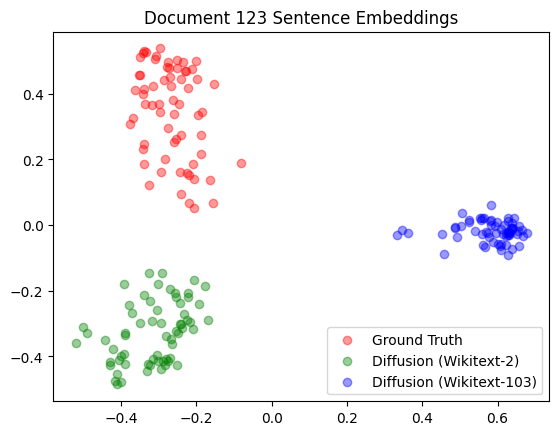 Document 123 Sentence Embeddings
0.4
0.2
0.0
−0.2
−0.4
−0.4
−0.2
0.0
0.2
0.4
0.6
Ground Truth
Diffusion (Wikitext-2)
Diffusion (Wikitext-103)